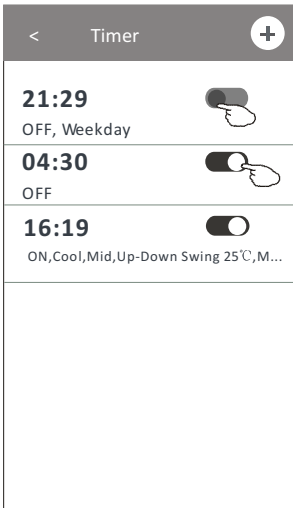 < Timer +
21:29
OFF, Weekday
04:30
OFF
16:19
ON,Cool,Mid,Up-Down Swing 25℃,M...